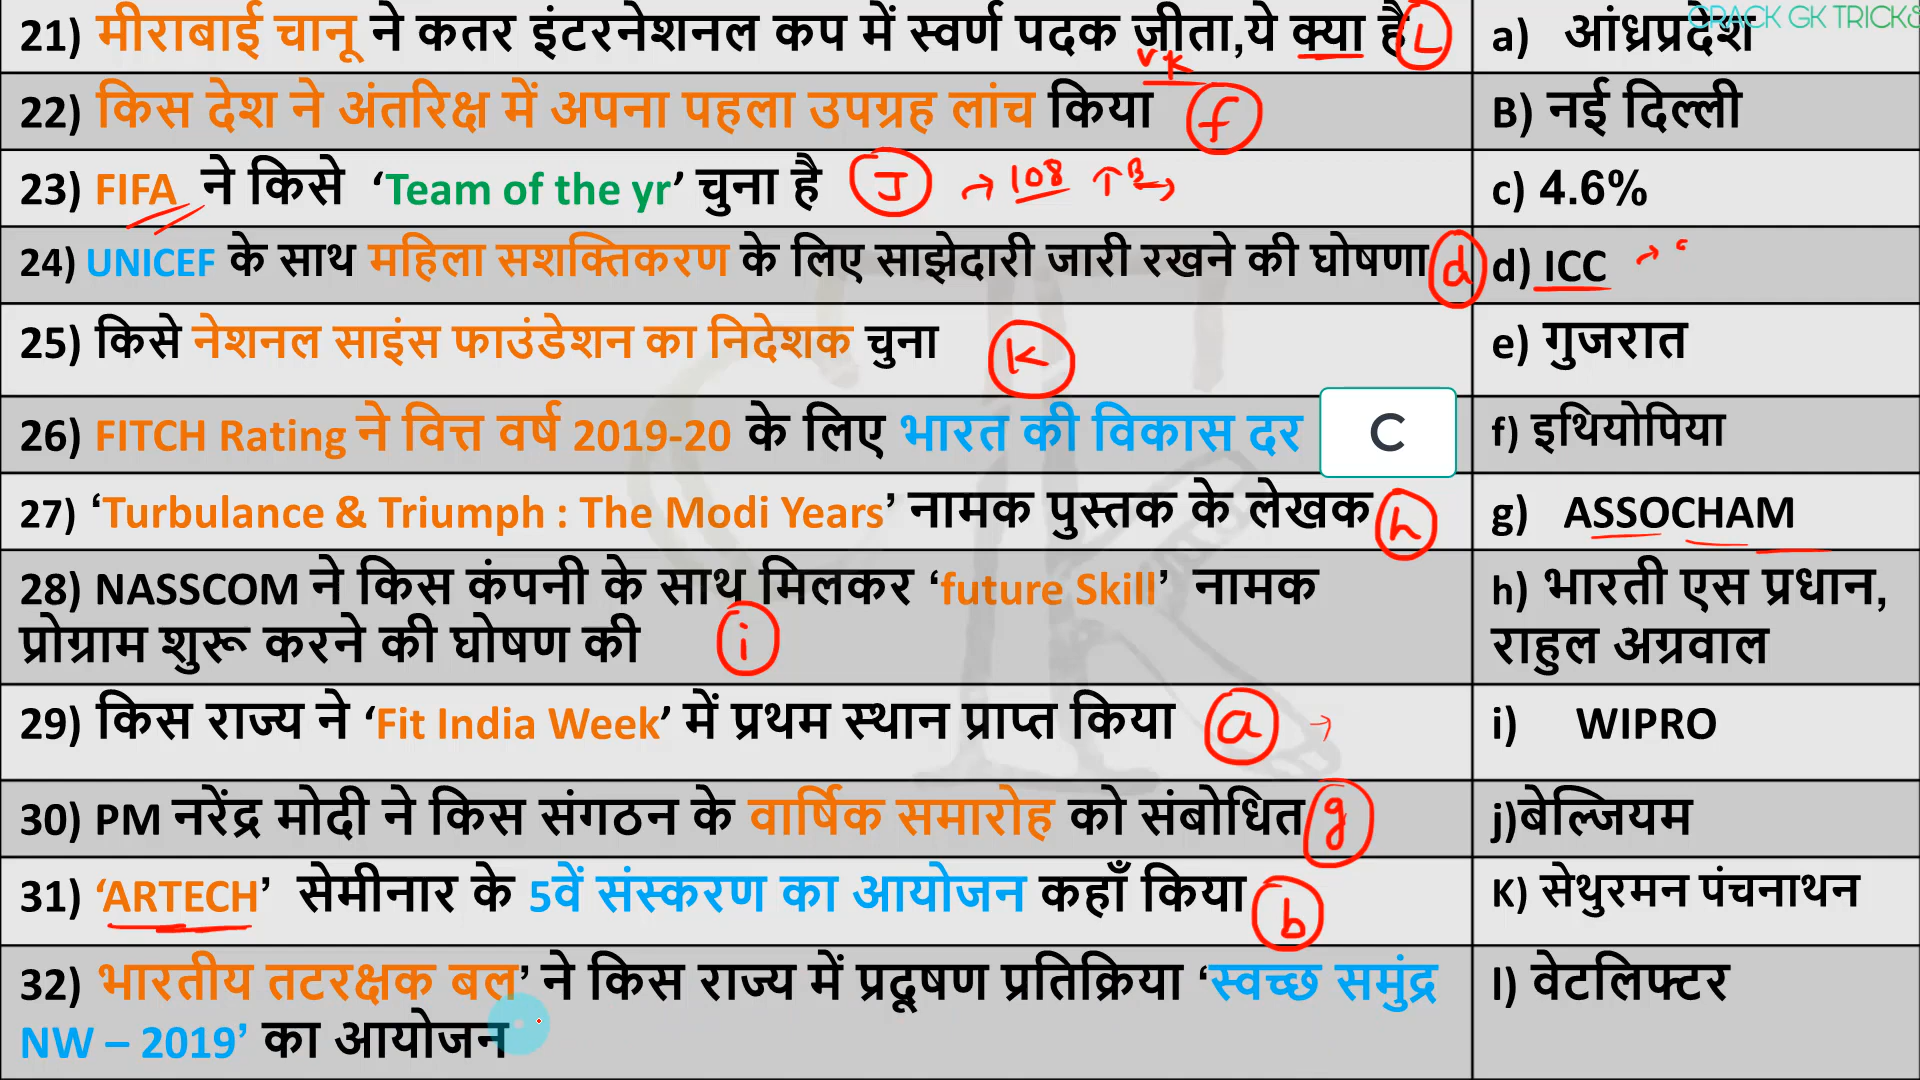 CRACK GK TRICKS
21) मीराबाई चानू ने कतर इंटरनेशनल कप में स्वर्ण पदक जीता,ये क्या है L a) आंध्रप्रदेश
22) किस देश ने अंतरिक्ष में अपना पहला उपग्रह लांच किया f B) नई दिल्ली
23) FIFA ने किसे ‘Team of the yr’ चुना है J → 108 ↑ c) 4.6%
24) UNICEF के साथ महिला सशक्तिकरण के लिए साझेदारी जारी रखने की घोषणा d d) ICC
25) किसे नेशनल साइंस फाउंडेशन का निदेशक चुना K e) गुजरात
26) FITCH Rating ने वित्त वर्ष 2019-20 के लिए भारत की विकास दर C f) इथियोपिया
27) ‘Turbulance & Triumph : The Modi Years’ नामक पुस्तक के लेखक h g) ASSOCHAM
28) NASSCOM ने किस कंपनी के साथ मिलकर ‘future Skill’ नामक h) भारती एस प्रधान,
प्रोग्राम शुरू करने की घोषण की i राहुल अग्रवाल
29) किस राज्य ने ‘Fit India Week’ में प्रथम स्थान प्राप्त किया a i) WIPRO
30) PM नरेंद्र मोदी ने किस संगठन के वार्षिक समारोह को संबोधित g j)बेल्जियम
31) ‘ARTECH’ सेमीनार के 5वें संस्करण का आयोजन कहाँ किया b K) सेथुरमन पंचनाथन
32) भारतीय तटरक्षक बल’ ने किस राज्य में प्रदूषण प्रतिक्रिया ‘स्वच्छ समुंद्र l) वेटलिफ्टर
NW – 2019’ का आयोजन